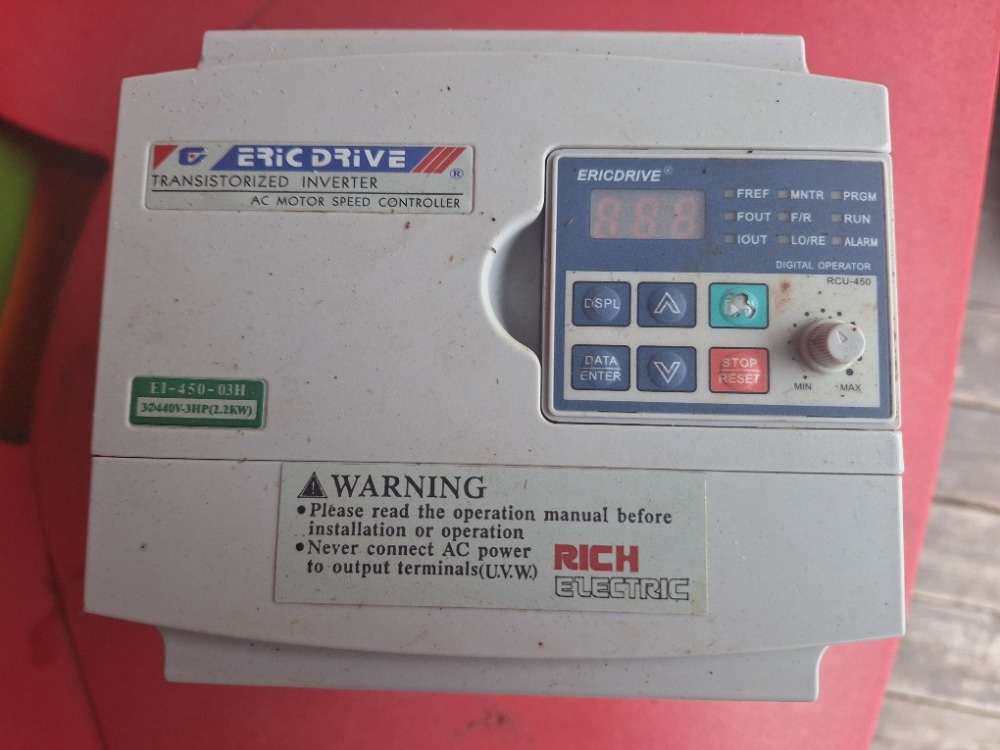 ERIC DRIVE ®
TRANSISTORIZED INVERTER
AC MOTOR SPEED CONTROLLER
ERICDRIVE ®
FREF MNTR PRGM
FOUT F/R RUN
IOUT LO/RE ALARM
DIGITAL OPERATOR
RCU-450
DSPL
DATA
ENTER
STOP
RESET
MIN MAX
EI-450-03H
3Ø440V-3HP(2.2KW)
WARNING
•Please read the operation manual before
installation or operation
•Never connect AC power
to output terminals(U.V.W.)
RICH
ELECTRIC